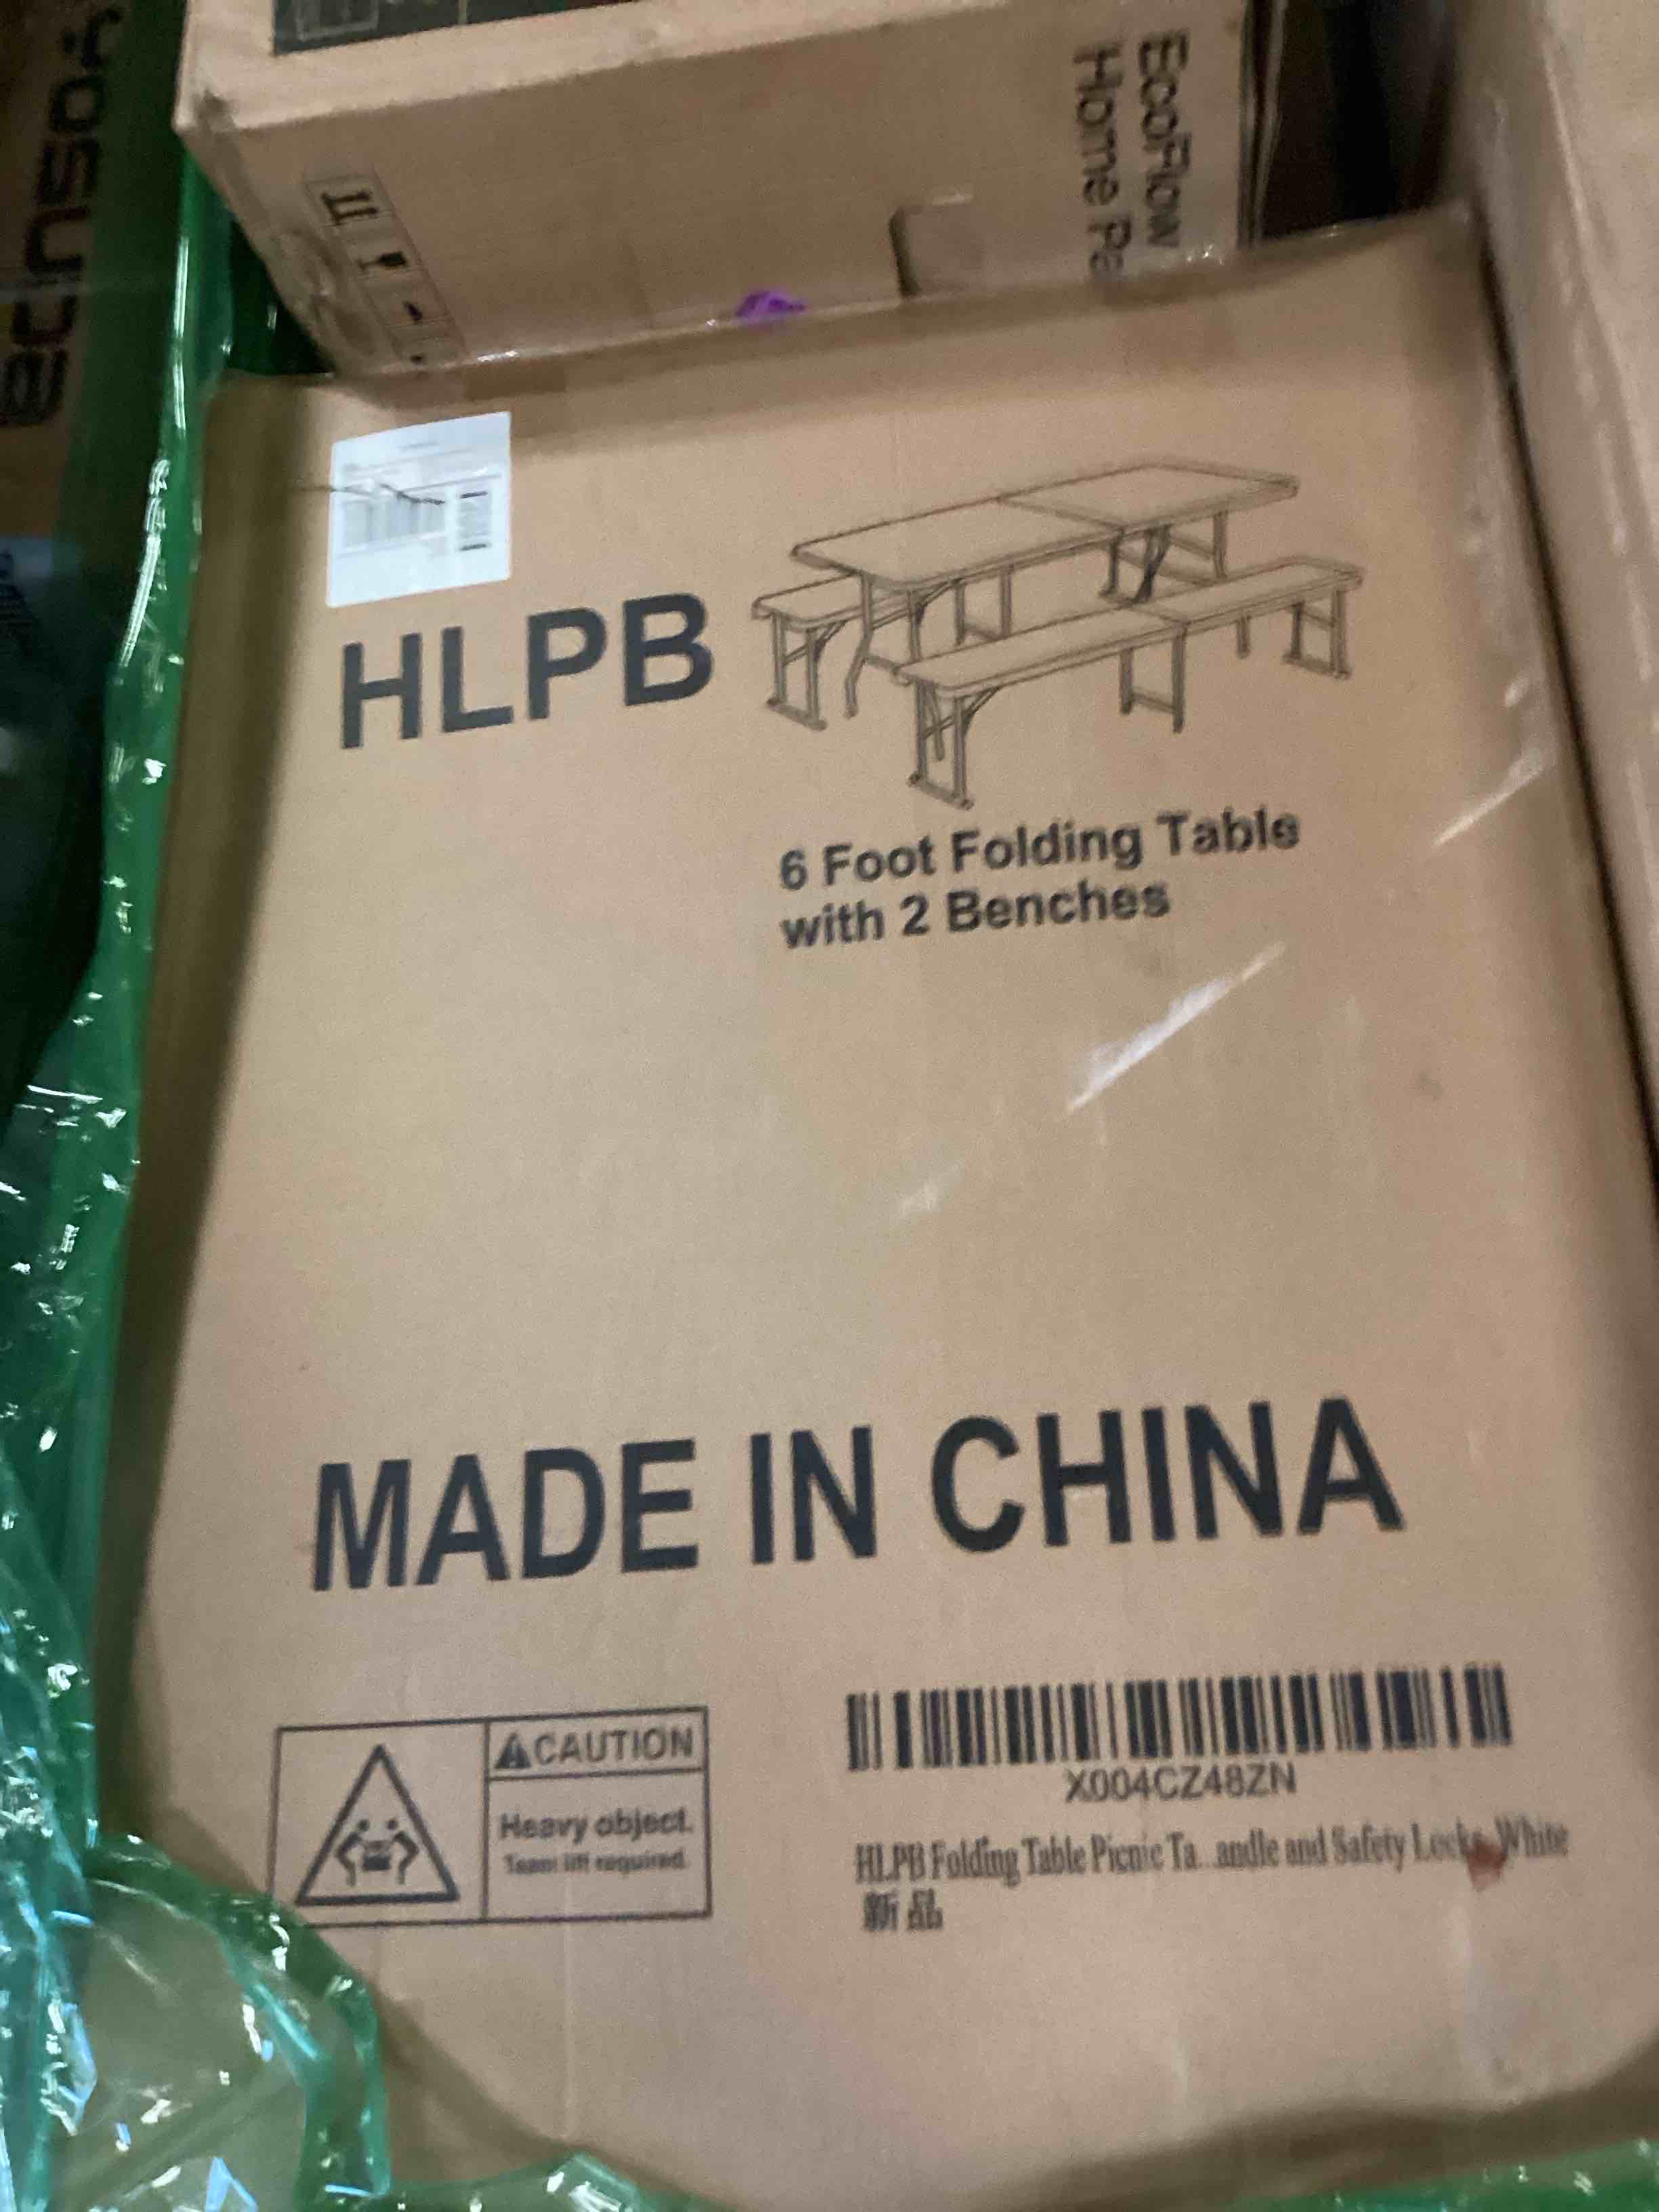 EcoFlow
Home
HLPB
6 Foot Folding Table
with 2 Benches
MADE IN CHINA
CAUTION
Heavy object.
Team lift required.
X004CZ48ZN
HLPB Folding Table Picnic Ta...andle and Safety Locks, White
新品